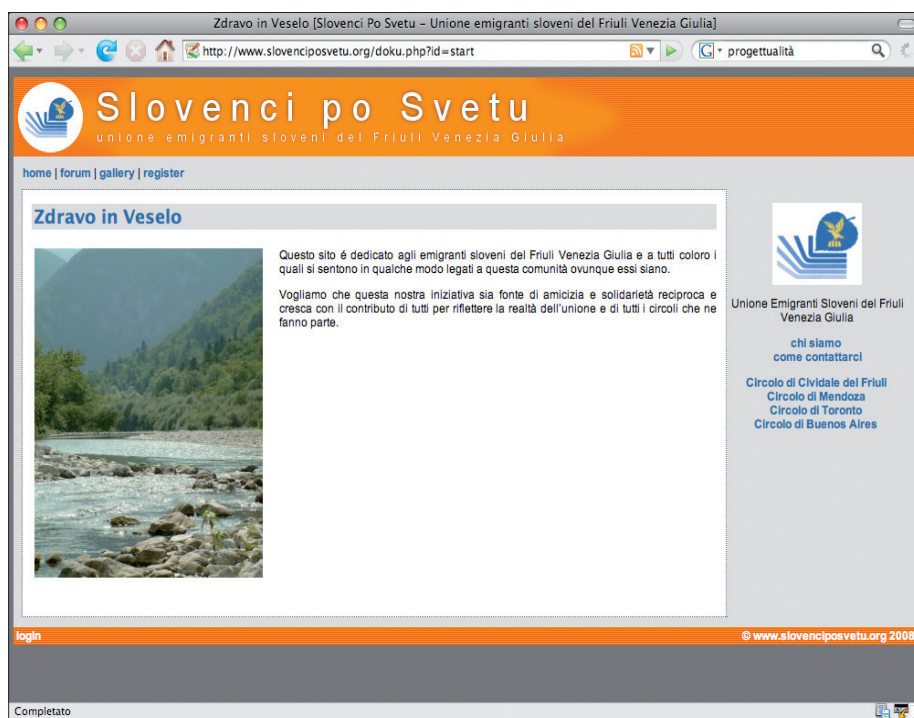 Zdravo in Veselo [Slovenci Po Svetu – Unione emigranti sloveni del Friuli Venezia Giulia]
http://www.slovenciposvetu.org/doku.php?id=start
G progettualità
Slovenci po Svetu
unione emigranti sloveni del Friuli Venezia Giulia
home | forum | gallery | register
Zdravo in Veselo
Questo sito é dedicato agli emigranti sloveni del Friuli Venezia Giulia e a tutti coloro i
quali si sentono in qualche modo legati a questa comunità ovunque essi siano.
Vogliamo che questa nostra iniziativa sia fonte di amicizia e solidarietà reciproca e
cresca con il contributo di tutti per riflettere la realtà dell'unione e di tutti i circoli che ne
fanno parte.
Unione Emigranti Sloveni del Friuli
Venezia Giulia
chi siamo
come contattarci
Circolo di Cividale del Friuli
Circolo di Mendoza
Circolo di Toronto
Circolo di Buenos Aires
login
© www.slovenciposvetu.org 2008
Completato